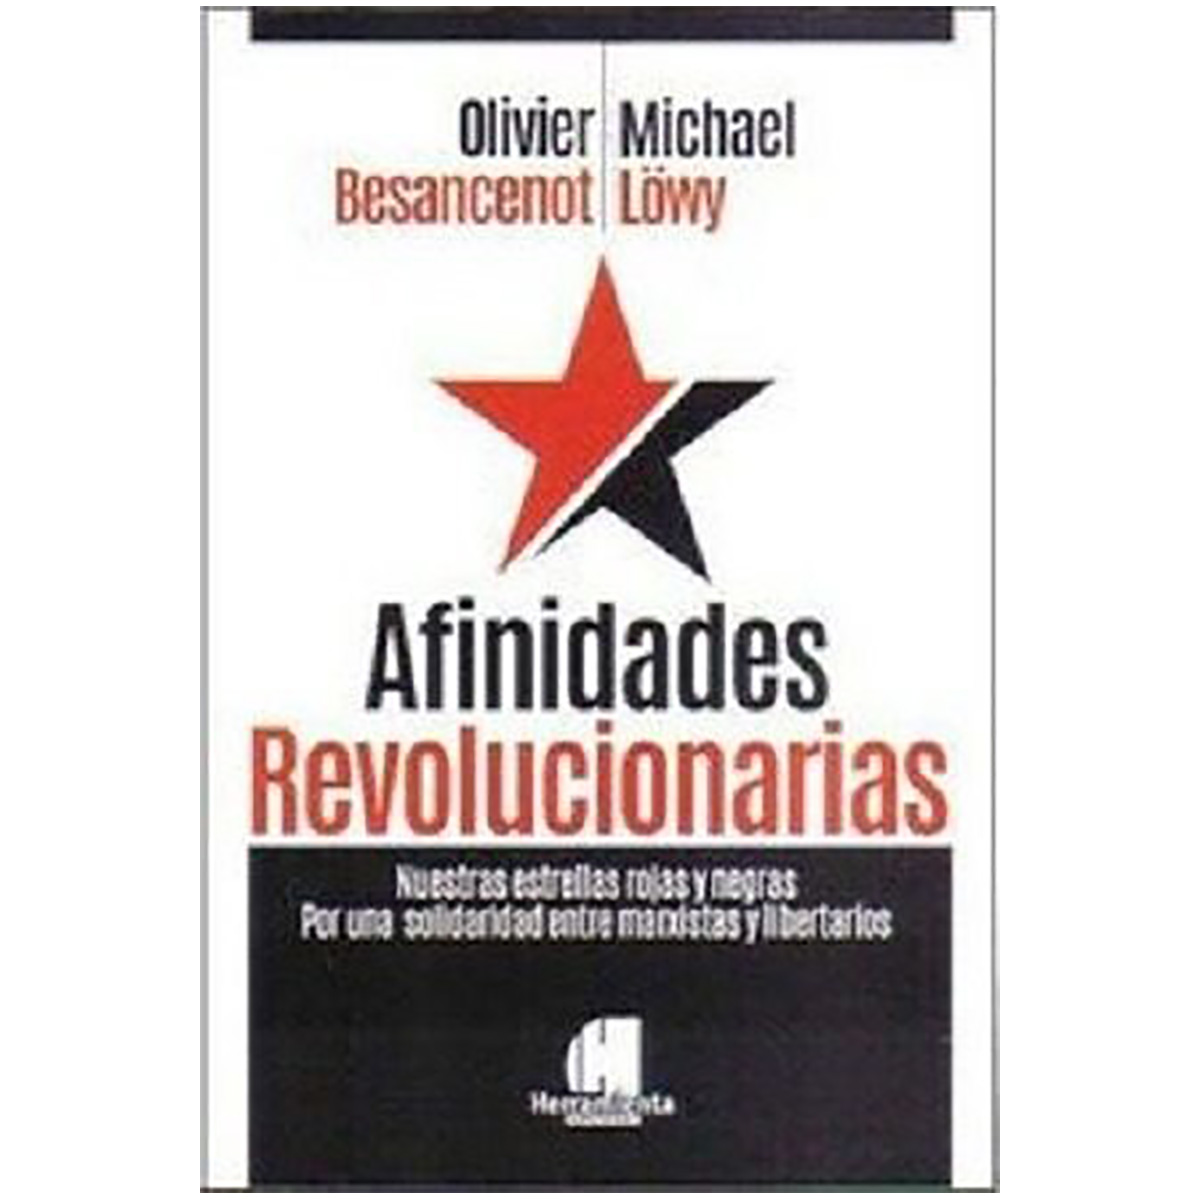 Olivier Michael
Besancenot Löwy
Afinidades
Revolucionarias
Nuestras estrellas rojas y negras
Por una solidaridad entre marxistas y libertarios
H
Herramienta